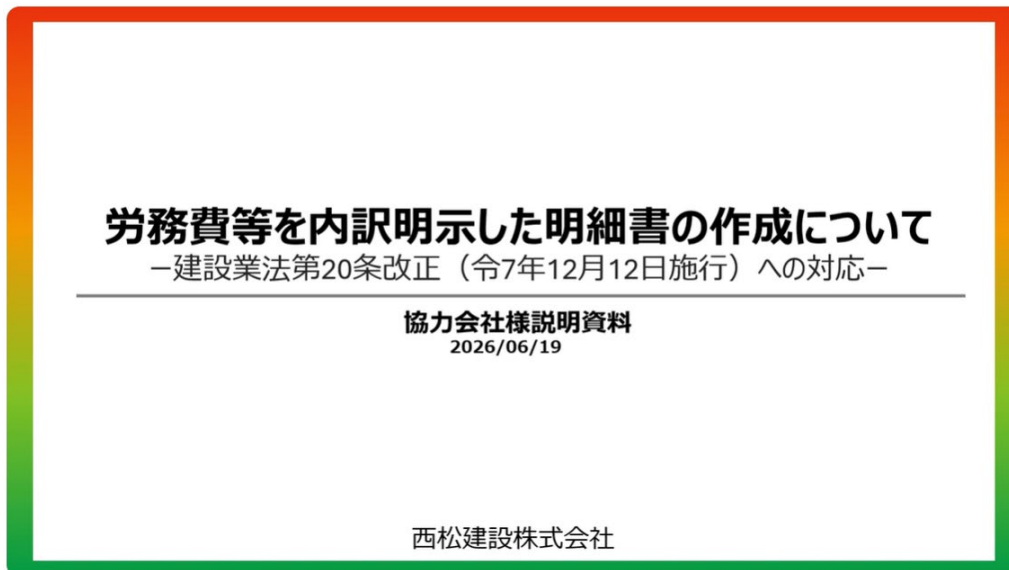 労務費等を内訳明示した明細書の作成について
－建設業法第20条改正（令7年12月12日施行）への対応－
協力会社様説明資料
2026/06/19
西松建設株式会社